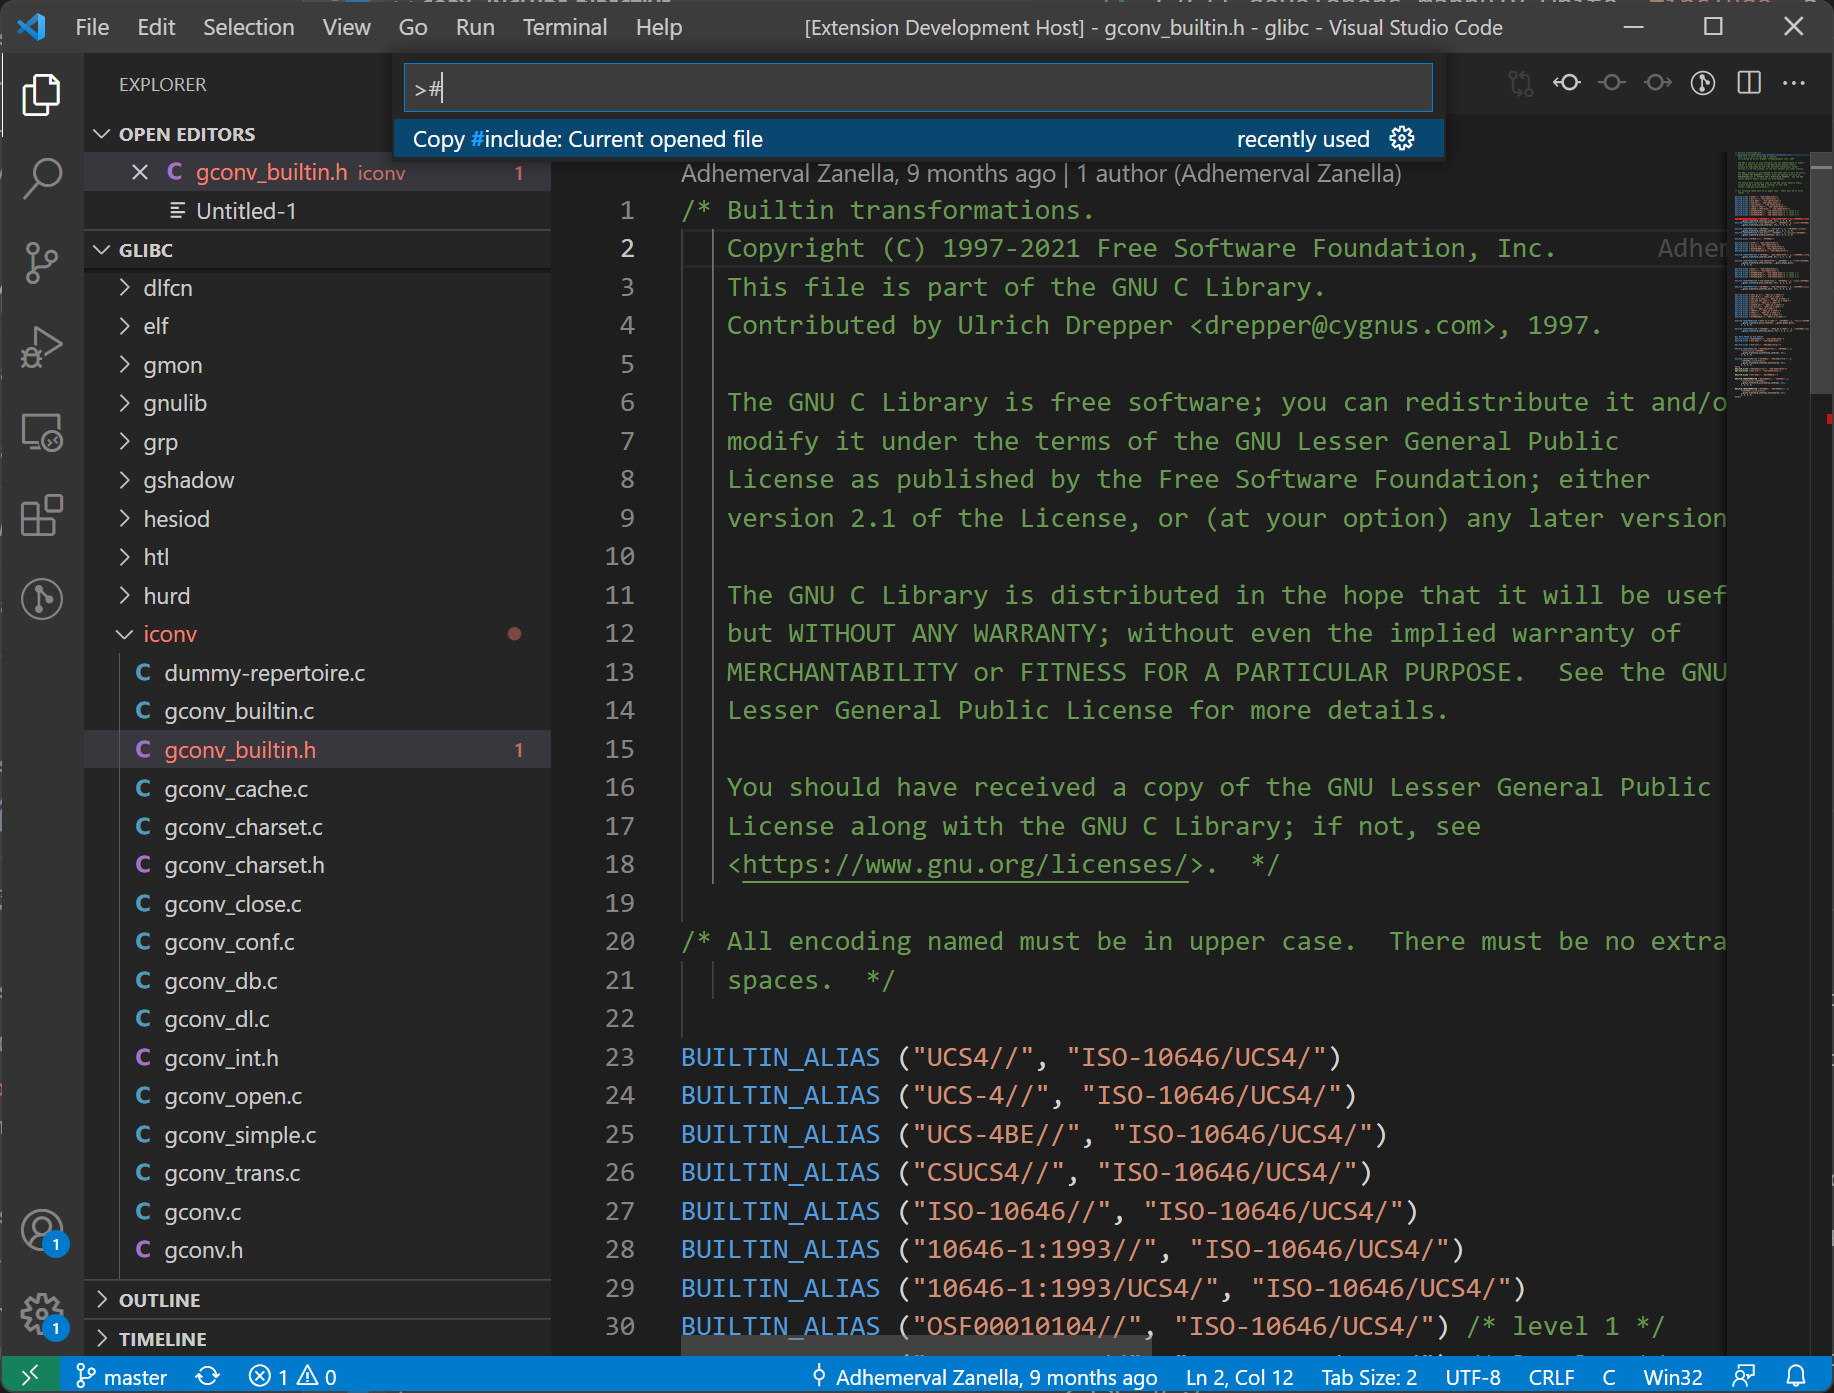 File Edit Selection View Go Run Terminal Help [Extension Development Host] - gconv_builtin.h - glibc - Visual Studio Code
>#
Copy #include: Current opened file recently used
EXPLORER
OPEN EDITORS
gconv_builtin.h iconv 1
Untitled-1
GLIBC
dlfcn
elf
gmon
gnulib
grp
gshadow
hesiod
htl
hurd
iconv
C dummy-repertoire.c
C gconv_builtin.c
C gconv_builtin.h 1
C gconv_cache.c
C gconv_charset.c
C gconv_charset.h
C gconv_close.c
C gconv_conf.c
C gconv_db.c
C gconv_dl.c
C gconv_int.h
C gconv_open.c
C gconv_simple.c
C gconv_trans.c
C gconv.c
C gconv.h
OUTLINE
TIMELINE
1
1
Adhemerval Zanella, 9 months ago | 1 author (Adhemerval Zanella)
1 /* Builtin transformations.
2 Copyright (C) 1997-2021 Free Software Foundation, Inc. Adher
3 This file is part of the GNU C Library.
4 Contributed by Ulrich Drepper <drepper@cygnus.com>, 1997.
5
6 The GNU C Library is free software; you can redistribute it and/o
7 modify it under the terms of the GNU Lesser General Public
8 License as published by the Free Software Foundation; either
9 version 2.1 of the License, or (at your option) any later version
10
11 The GNU C Library is distributed in the hope that it will be usef
12 but WITHOUT ANY WARRANTY; without even the implied warranty of
13 MERCHANTABILITY or FITNESS FOR A PARTICULAR PURPOSE.  See the GNU
14 Lesser General Public License for more details.
15
16 You should have received a copy of the GNU Lesser General Public
17 License along with the GNU C Library; if not, see
18 <https://www.gnu.org/licenses/>.  */
19
20 /* All encoding named must be in upper case.  There must be no extra
21 spaces.  */
22
23 BUILTIN_ALIAS ("UCS4//", "ISO-10646/UCS4/")
24 BUILTIN_ALIAS ("UCS-4//", "ISO-10646/UCS4/")
25 BUILTIN_ALIAS ("UCS-4BE//", "ISO-10646/UCS4/")
26 BUILTIN_ALIAS ("CSUCS4//", "ISO-10646/UCS4/")
27 BUILTIN_ALIAS ("ISO-10646//", "ISO-10646/UCS4/")
28 BUILTIN_ALIAS ("10646-1:1993//", "ISO-10646/UCS4/")
29 BUILTIN_ALIAS ("10646-1:1993/UCS4/", "ISO-10646/UCS4/")
30 BUILTIN_ALIAS ("OSF00010104//", "ISO-10646/UCS4/") /* level 1 */
master 1 0 Adhemerval Zanella, 9 months ago Ln 2, Col 12 Tab Size: 2 UTF-8 CRLF C Win32